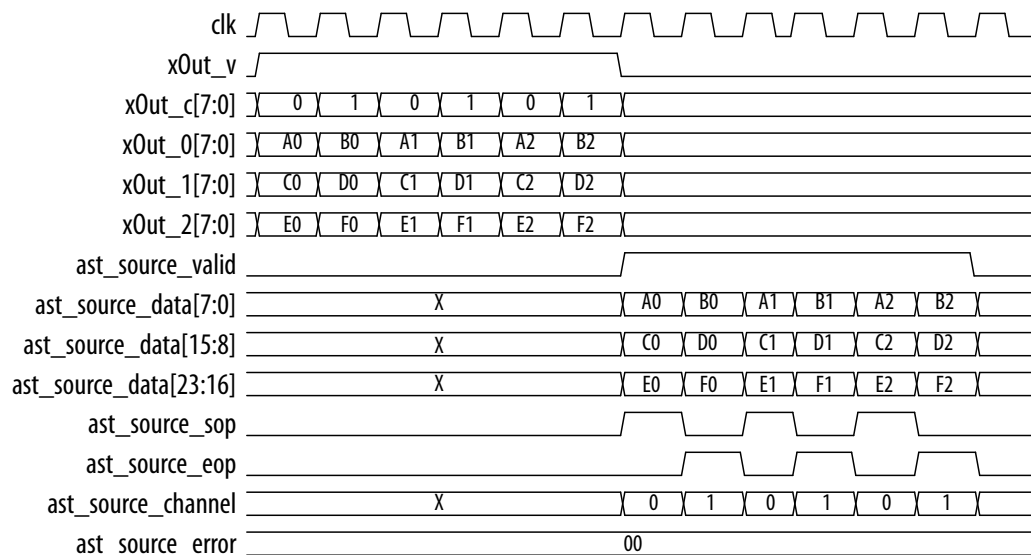 clk
xOut_v
xOut_c[7:0] 0 1 0 1 0 1
xOut_0[7:0] A0 B0 A1 B1 A2 B2
xOut_1[7:0] C0 D0 C1 D1 C2 D2
xOut_2[7:0] E0 F0 E1 F1 E2 F2
ast_source_valid
ast_source_data[7:0] X A0 B0 A1 B1 A2 B2
ast_source_data[15:8] X C0 D0 C1 D1 C2 D2
ast_source_data[23:16] X E0 F0 E1 F1 E2 F2
ast_source_sop
ast_source_eop
ast_source_channel X 0 1 0 1 0 1
ast_source_error 00